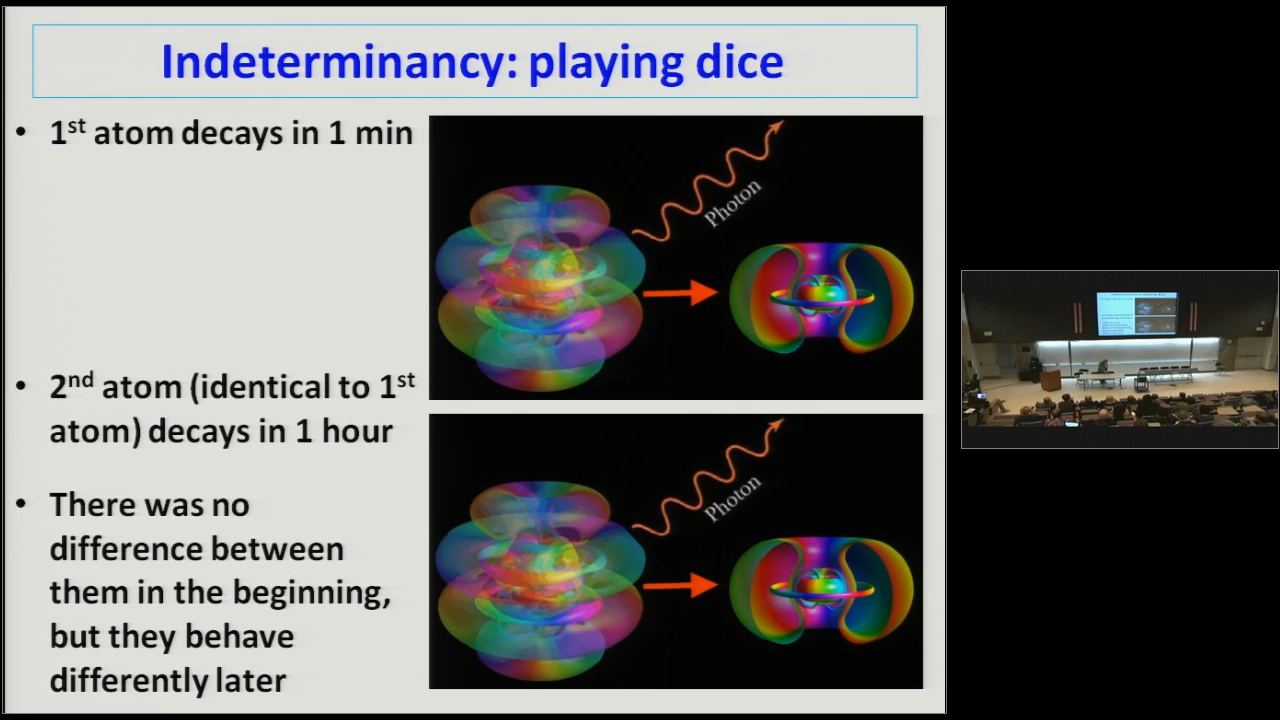 Indeterminancy: playing dice
• 1st atom decays in 1 min
Photon
• 2nd atom (identical to 1st
atom) decays in 1 hour
Photon
• There was no
difference between
them in the beginning,
but they behave
differently later